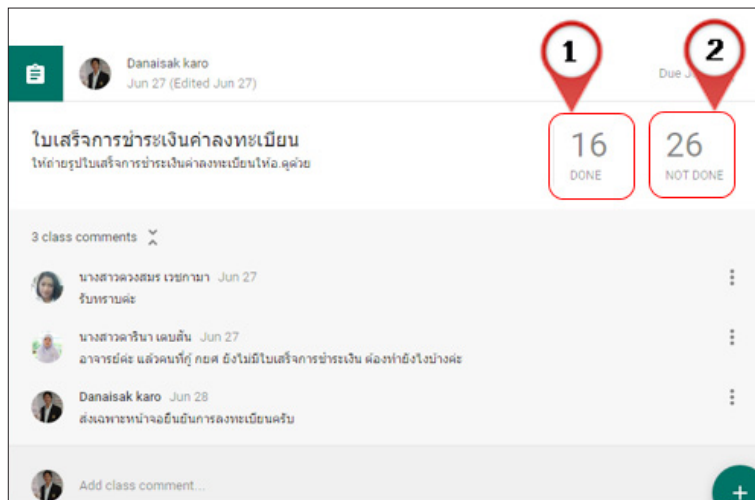 Danaisak karo
Jun 27 (Edited Jun 27)
1
2
Due
ใบเสร็จการชำระเงินค่าลงทะเบียน
ให้ถ่ายรูปใบเสร็จการชำระเงินค่าลงทะเบียนให้อ.ดูด้วย
16
DONE
26
NOT DONE
3 class comments
นางสาวดวงสมร เวชกามา Jun 27
รับทราบค่ะ
นางสาวดารีนา เดบสัน Jun 27
อาจารย์ค่ะ แล้วคนที่กู้ กยศ ยังไม่มีใบเสร็จการชำระเงิน ต้องทำยังไงบ้างค่ะ
Danaisak karo Jun 28
ส่งเฉพาะหน้าจอยืนยันการลงทะเบียนครับ
Add class comment...